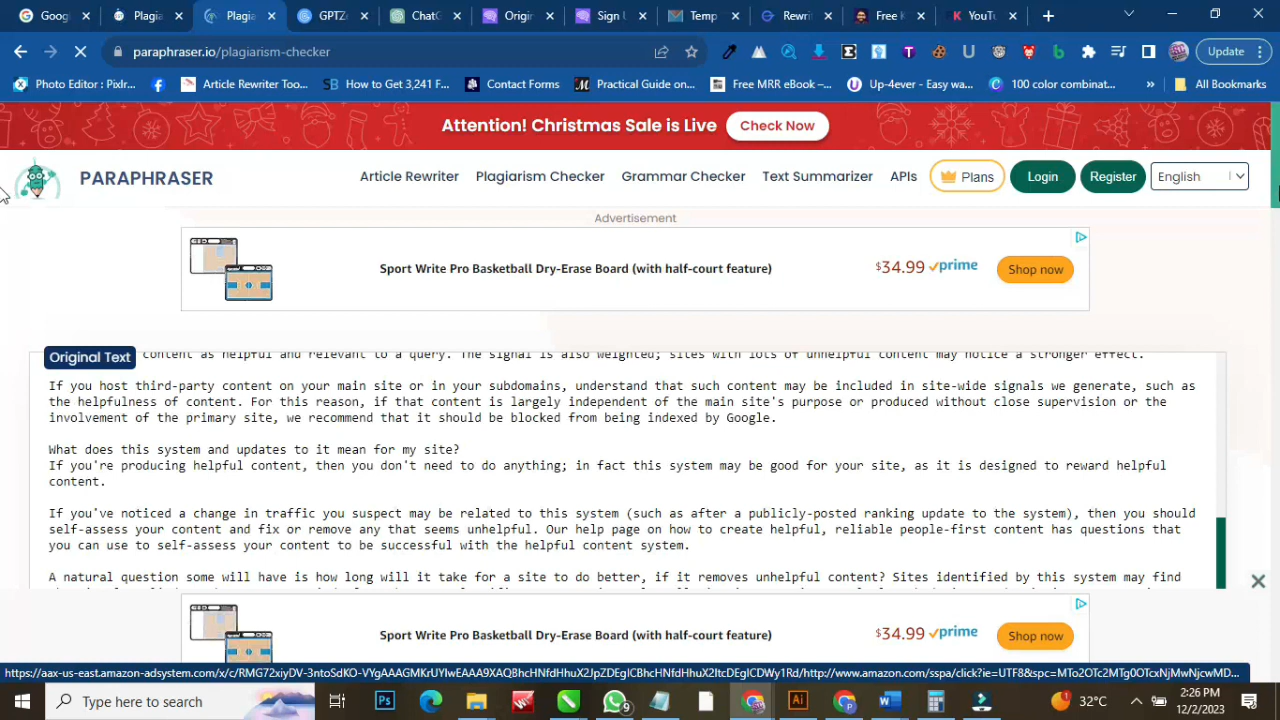 Googl
Plagia
Plagia
GPTZ
ChatG
Origin
Sign U
Temp
Rewrit
Free K
YouTu
paraphraser.io/plagiarism-checker
Update
Photo Editor : Pixlr...
Article Rewriter Too...
How to Get 3,241 F...
Contact Forms
Practical Guide on...
Free MRR eBook –...
Up-4ever - Easy wa...
100 color combinat...
»
All Bookmarks
Attention! Christmas Sale is Live
Check Now
PARAPHRASER
Article Rewriter
Plagiarism Checker
Grammar Checker
Text Summarizer
APIs
Plans
Login
Register
English
Advertisement
Sport Write Pro Basketball Dry-Erase Board (with half-court feature)
$34.99 prime
Shop now
Original Text
content as helpful and relevant to a query. The signal is also weighted; sites with lots of unhelpful content may notice a stronger effect.
If you host third-party content on your main site or in your subdomains, understand that such content may be included in site-wide signals we generate, such as
the helpfulness of content. For this reason, if that content is largely independent of the main site's purpose or produced without close supervision or the
involvement of the primary site, we recommend that it should be blocked from being indexed by Google.
What does this system and updates to it mean for my site?
If you're producing helpful content, then you don't need to do anything; in fact this system may be good for your site, as it is designed to reward helpful
content.
If you've noticed a change in traffic you suspect may be related to this system (such as after a publicly-posted ranking update to the system), then you should
self-assess your content and fix or remove any that seems unhelpful. Our help page on how to create helpful, reliable people-first content has questions that
you can use to self-assess your content to be successful with the helpful content system.
A natural question some will have is how long will it take for a site to do better, if it removes unhelpful content? Sites identified by this system may find
Sport Write Pro Basketball Dry-Erase Board (with half-court feature)
$34.99 prime
Shop now
Type here to search
9
32°C
2:26 PM
12/2/2023